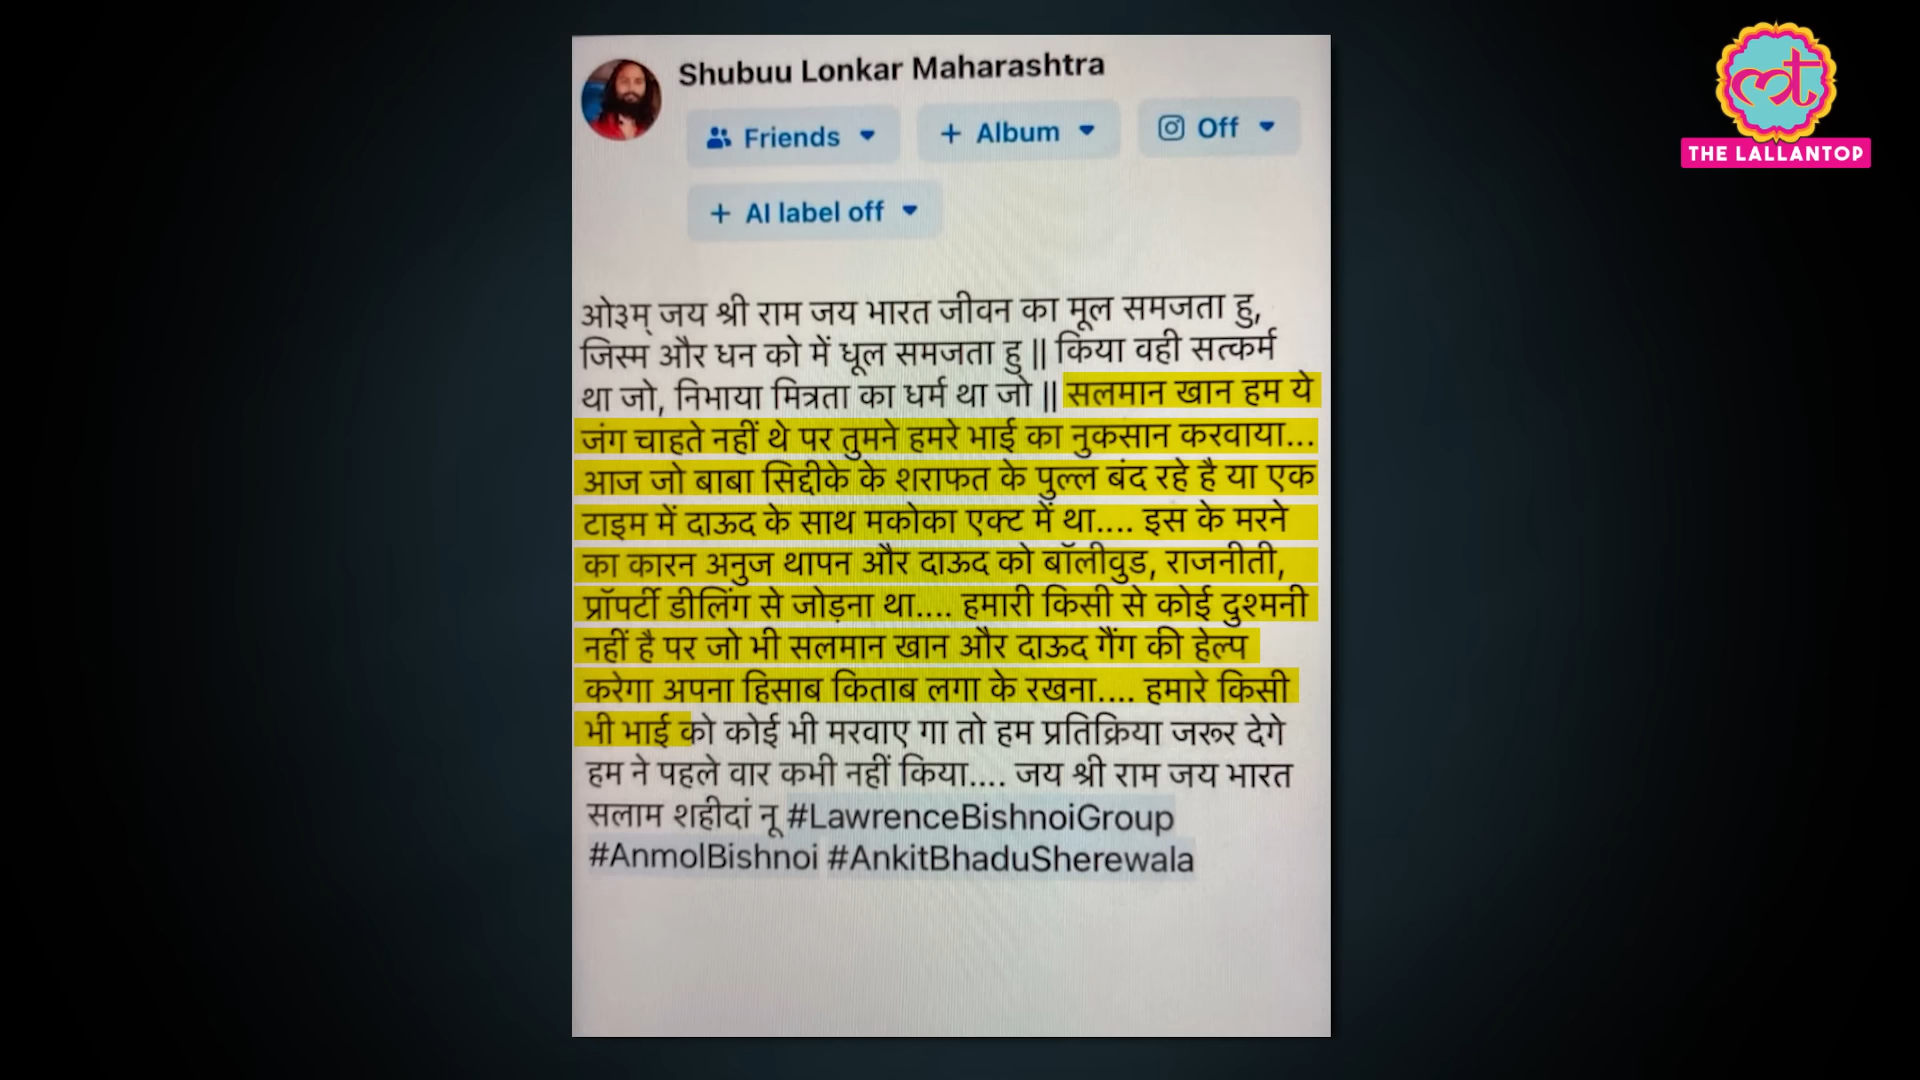 Shubuu Lonkar Maharashtra
Friends
+ Album
Off
+ AI label off
ओ३म् जय श्री राम जय भारत जीवन का मूल समजता हु,
जिस्म और धन को में धूल समजता हु || किया वही सत्कर्म
था जो, निभाया मित्रता का धर्म था जो || सलमान खान हम ये
जंग चाहते नहीं थे पर तुमने हमरे भाई का नुकसान करवाया...
आज जो बाबा सिद्दीके के शराफत के पुल्ल बंद रहे है या एक
टाइम में दाऊद के साथ मकोका एक्ट में था.... इस के मरने
का कारन अनुज थापन और दाऊद को बॉलीवुड, राजनीती,
प्रॉपर्टी डीलिंग से जोड़ना था.... हमारी किसी से कोई दुश्मनी
नहीं है पर जो भी सलमान खान और दाऊद गैंग की हेल्प
करेगा अपना हिसाब किताब लगा के रखना.... हमारे किसी
भी भाई को कोई भी मरवाए गा तो हम प्रतिक्रिया जरूर देगे
हम ने पहले वार कभी नहीं किया.... जय श्री राम जय भारत
सलाम शहीदां नू #LawrenceBishnoiGroup
#AnmolBishnoi #AnkitBhaduSherewala
THE LALLANTOP